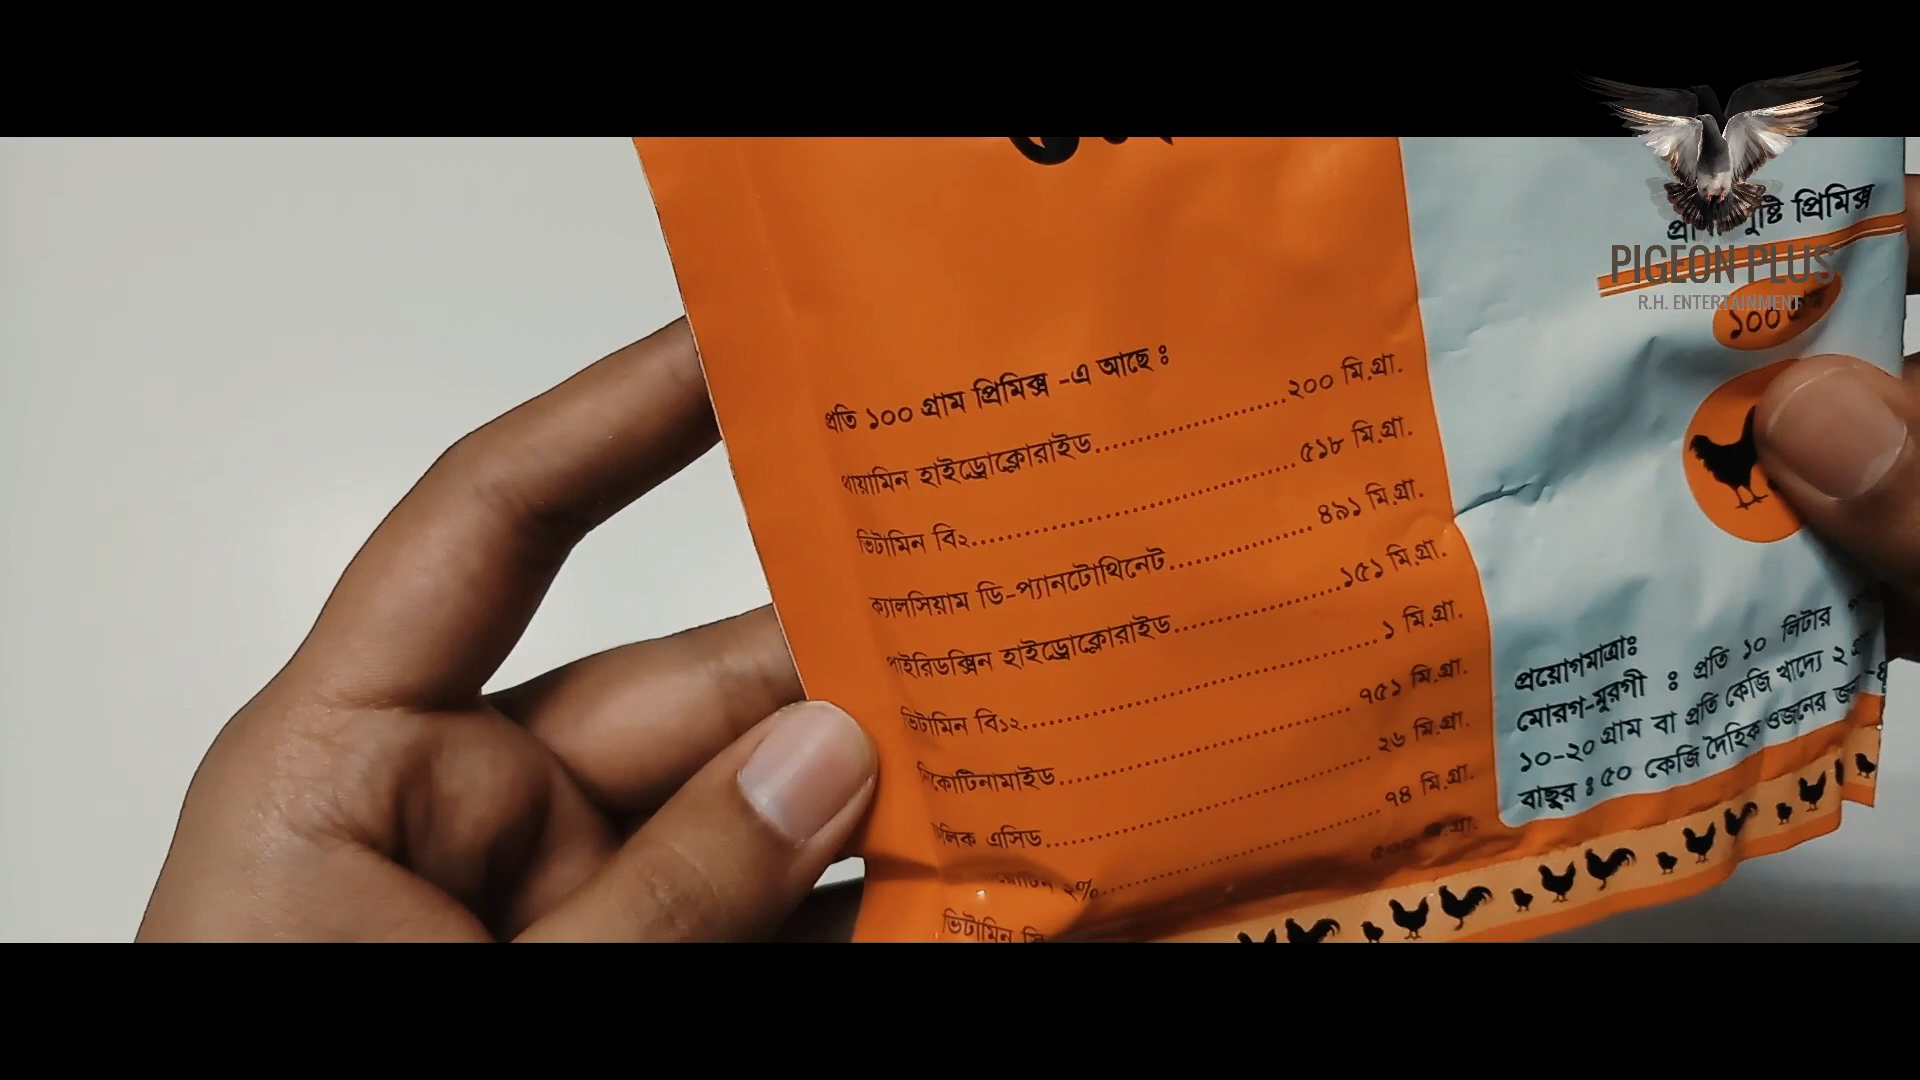 প্রতি ১০০ গ্রাম প্রিমিক্স -এ আছে :
থায়ামিন হাইড্রোক্লোরাইড..................২০০ মি.গ্রা.
ভিটামিন বি২..................৫১৮ মি.গ্রা.
ক্যালসিয়াম ডি-প্যানটোথিনেট..................৪৯১ মি.গ্রা.
পাইরিডক্সিন হাইড্রোক্লোরাইড..................১৫১ মি.গ্রা.
ভিটামিন বি১২..................১ মি.গ্রা.
নিকোটিনামাইড..................৭৫১ মি.গ্রা.
এসিড..................২৬ মি.গ্রা.
২%..................৭৪ মি.গ্রা.
ভিটামিন
প্রিমিক্স
PIGEON PLUS
R.H. ENTERTAINMENT
১০০
প্রয়োগমাত্রাঃ
মোরগ-মুরগী : প্রতি ১০ লিটার
১০-২০ গ্রাম বা প্রতি কেজি খাদ্যে ২
বাছুর : ৫০ কেজি দৈহিক ওজনের